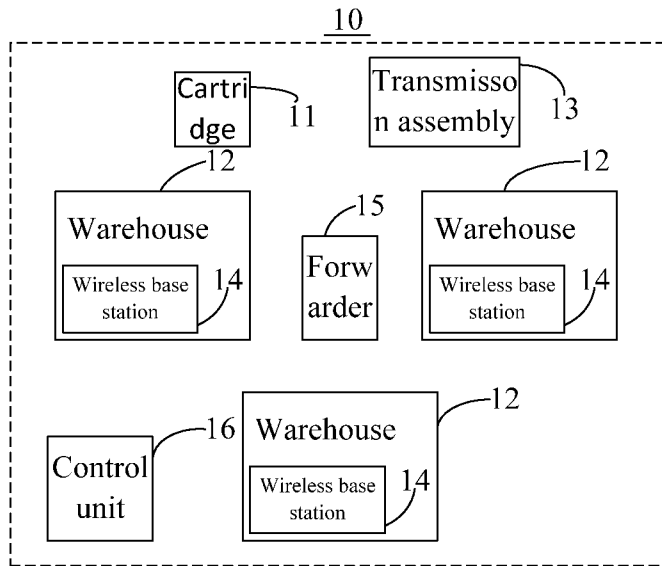 10
Cartri
dge
11
Transmisso
n assembly
13
12
Warehouse
Wireless base
station
14
15
Forw
arder
12
Warehouse
Wireless base
station
14
16
Control
unit
12
Warehouse
Wireless base
station
14